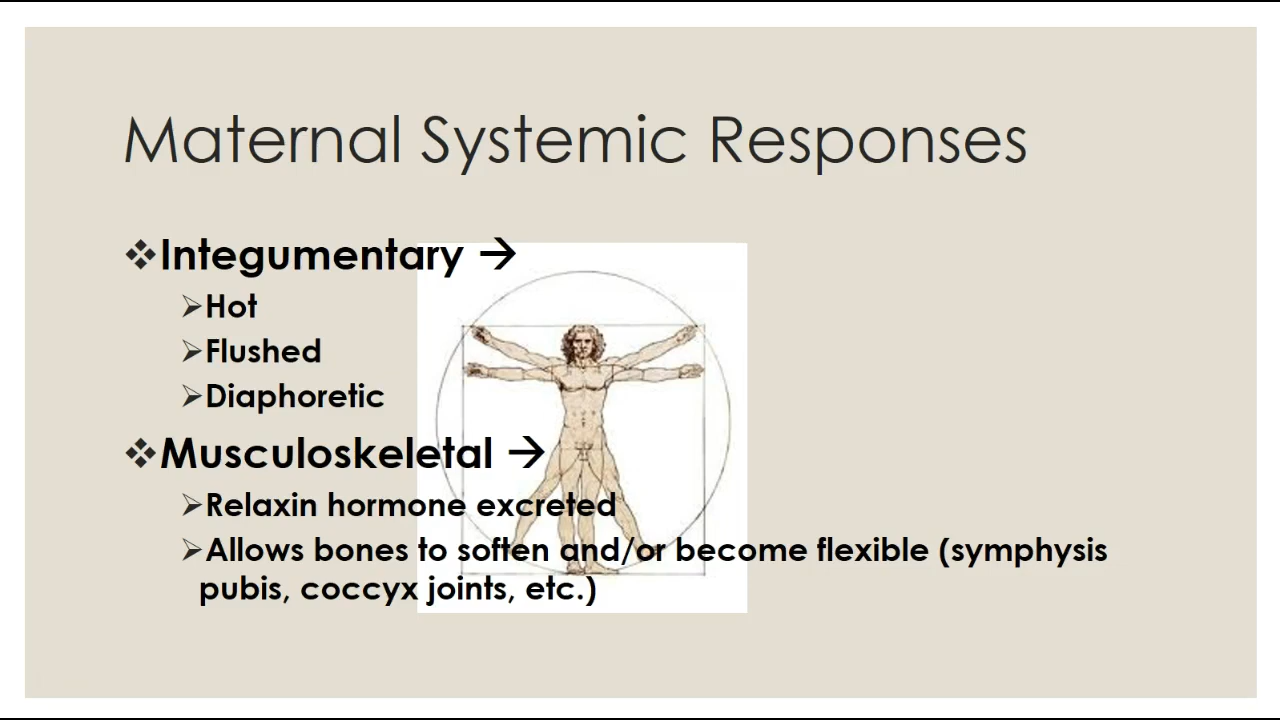 Maternal Systemic Responses
❖Integumentary →
➢Hot
➢Flushed
➢Diaphoretic
❖Musculoskeletal →
➢Relaxin hormone excreted
➢Allows bones to soften and/or become flexible (symphysis
pubis, coccyx joints, etc.)